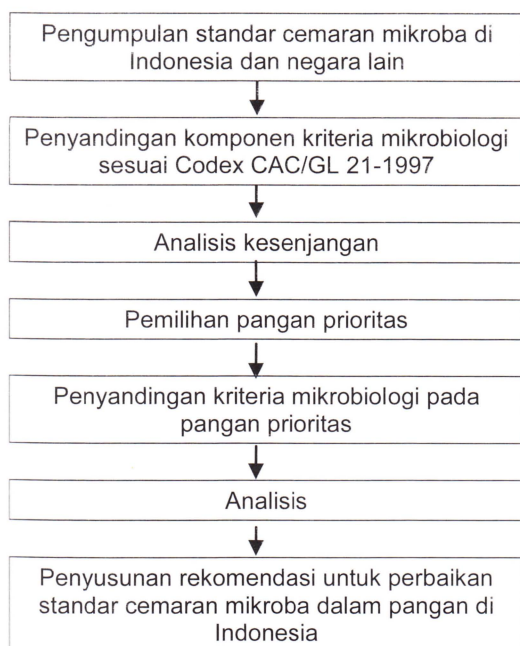 Pengumpulan standar cemaran mikroba di
Indonesia dan negara lain
Penyandingan komponen kriteria mikrobiologi
sesuai Codex CAC/GL 21-1997
Analisis kesenjangan
Pemilihan pangan prioritas
Penyandingan kriteria mikrobiologi pada
pangan prioritas
Analisis
Penyusunan rekomendasi untuk perbaikan
standar cemaran mikroba dalam pangan di
Indonesia